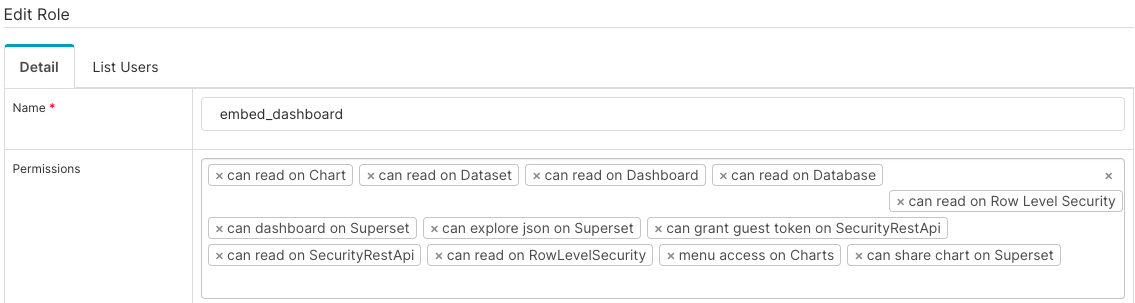 Edit Role
Detail List Users
Name *
embed_dashboard
Permissions
× can read on Chart × can read on Dataset × can read on Dashboard × can read on Database ×
× can read on Row Level Security
× can dashboard on Superset × can explore json on Superset × can grant guest token on SecurityRestApi
× can read on SecurityRestApi × can read on RowLevelSecurity × menu access on Charts × can share chart on Superset